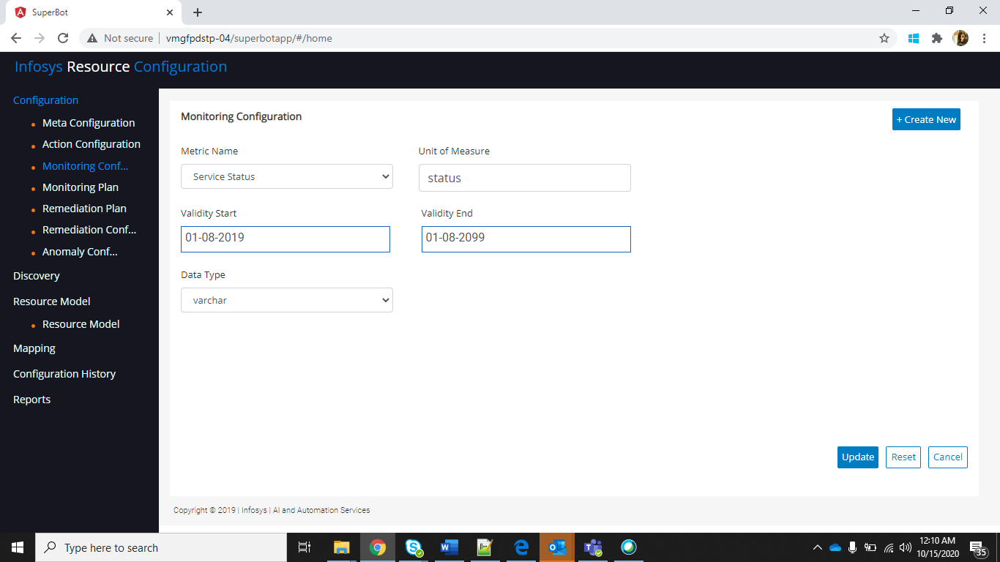 SuperBot
Not secure
vmgfpdstp-04/superbotapp/#/home
Infosys Resource Configuration
Configuration
Meta Configuration
Action Configuration
Monitoring Conf...
Monitoring Plan
Remediation Plan
Remediation Conf...
Anomaly Conf...
Discovery
Resource Model
Resource Model
Mapping
Configuration History
Reports
Monitoring Configuration
+ Create New
Metric Name
Unit of Measure
Service Status
status
Validity Start
Validity End
01-08-2019
01-08-2099
Data Type
varchar
Update
Reset
Cancel
Copyright © 2019 | Infosys | AI and Automation Services
Type here to search
12:10 AM
10/15/2020
35